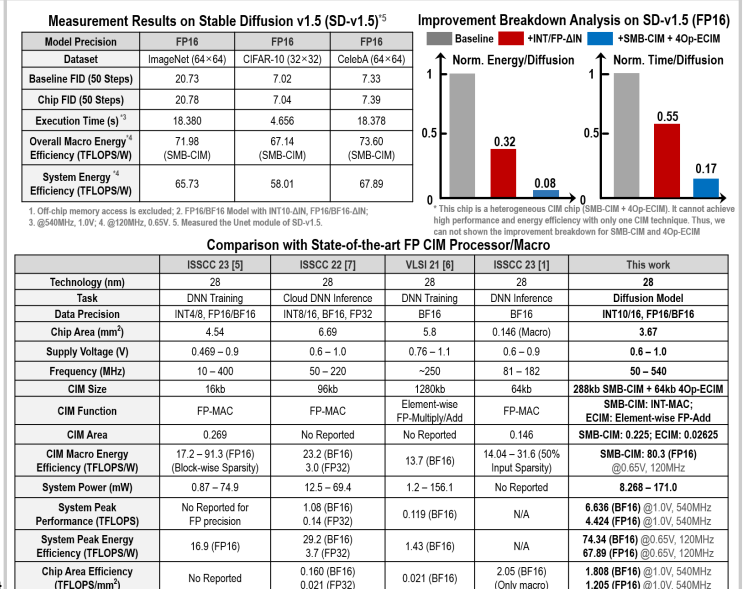 Measurement Results on Stable Diffusion v1.5 (SD-v1.5)*5
Model Precision FP16 FP16 FP16
Dataset ImageNet (64×64) CIFAR-10 (32×32) CelebA (64×64)
Baseline FID (50 Steps) 20.73 7.02 7.33
Chip FID (50 Steps) 20.78 7.04 7.39
Execution Time (s)*3 18.380 4.656 18.378
Overall Macro Energy*4 71.98 67.14 73.60
Efficiency (TFLOPS/W) (SMB-CIM) (SMB-CIM) (SMB-CIM)
System Energy*4
Efficiency (TFLOPS/W) 65.73 58.01 67.89
1. Off-chip memory access is excluded; 2. FP16/BF16 Model with INT10-ΔIN, FP16/BF16-ΔIN;
3. @540MHz, 1.0V; 4. @120MHz, 0.65V. 5. Measured the Unet module of SD-v1.5.
Improvement Breakdown Analysis on SD-v1.5 (FP16)
Baseline +INT/FP-ΔIN +SMB-CIM + 4Op-ECIM
Norm. Energy/Diffusion Norm. Time/Diffusion
1 1
0.5 0.55
0.5
0.32
0.08 0.17
0 0
* This chip is a heterogeneous CIM chip (SMB-CIM + 4Op-ECIM). It cannot achieve
high performance and energy efficiency with only one CIM technique. Thus, we
can not shown the improvement breakdown for SMB-CIM and 4Op-ECIM
Comparison with State-of-the-art FP CIM Processor/Macro
ISSCC 23 [5] ISSCC 22 [7] VLSI 21 [6] ISSCC 23 [1] This work
Technology (nm) 28 28 28 28 28
Task DNN Training Cloud DNN Inference DNN Training DNN Inference Diffusion Model
Data Precision INT4/8, FP16/BF16 INT8/16, BF16, FP32 BF16 BF16 INT10/16, FP16/BF16
Chip Area (mm2) 4.54 6.69 5.8 0.146 (Macro) 3.67
Supply Voltage (V) 0.469 – 0.9 0.6 – 1.0 0.76 – 1.1 0.6 – 0.9 0.6 – 1.0
Frequency (MHz) 10 – 400 50 – 220 ~250 81 – 182 50 – 540
CIM Size 16kb 96kb 1280kb 64kb 288kb SMB-CIM + 64kb 4Op-ECIM
CIM Function FP-MAC FP-MAC Element-wise FP-Multiply/Add FP-MAC SMB-CIM: INT-MAC;
ECIM: Element-wise FP-Add
CIM Area 0.269 No Reported No Reported 0.146 SMB-CIM: 0.225; ECIM: 0.02625
CIM Macro Energy 17.2 – 91.3 (FP16) 23.2 (BF16) 13.7 (BF16) 14.04 – 31.6 (50% SMB-CIM: 80.3 (FP16)
Efficiency (TFLOPS/W) (Block-wise Sparsity) 3.0 (FP32) Input Sparsity) @0.65V, 120MHz
System Power (mW) 0.87 – 74.9 12.5 – 69.4 1.2 – 156.1 No Reported 8.268 – 171.0
System Peak No Reported for 1.08 (BF16) 0.119 (BF16) N/A 6.636 (BF16) @1.0V, 540MHz
Performance (TFLOPS) FP precision 0.14 (FP32) 4.424 (FP16) @1.0V, 540MHz
System Peak Energy 16.9 (FP16) 29.2 (BF16) 1.43 (BF16) N/A 74.34 (BF16) @0.65V, 120MHz
Efficiency (TFLOPS/W) 3.7 (FP32) 67.89 (FP16) @0.65V, 120MHz
Chip Area Efficiency No Reported 0.160 (BF16) 0.021 (BF16) 2.05 (BF16) 1.808 (BF16) @1.0V, 540MHz
(TFLOPS/mm2) 0.021 (FP32) (Only macro) 1.205 (FP16) @1.0V, 540MHz